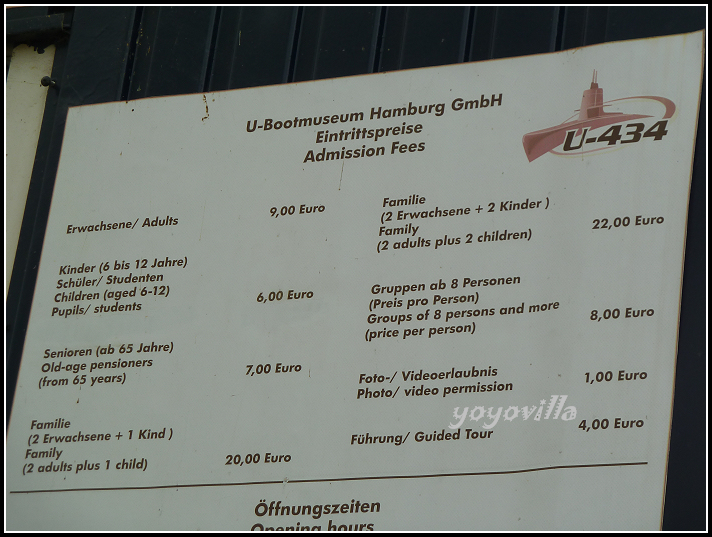 U-Bootmuseum Hamburg GmbH
Eintrittspreise
Admission Fees
U-434
Erwachsene/ Adults
9,00 Euro
Kinder (6 bis 12 Jahre)
Schüler/ Studenten
Children (aged 6-12)
Pupils/ students
6,00 Euro
Senioren (ab 65 Jahre)
Old-age pensioners
(from 65 years)
7,00 Euro
Familie
(2 Erwachsene + 1 Kind )
Family
(2 adults plus 1 child)
20,00 Euro
Familie
(2 Erwachsene + 2 Kinder )
Family
(2 adults plus 2 children)
22,00 Euro
Gruppen ab 8 Personen
(Preis pro Person)
Groups of 8 persons and more
(price per person)
8,00 Euro
Foto-/ Videoerlaubnis
Photo/ video permission
1,00 Euro
yoyovilla
Führung/ Guided Tour
4,00 Euro
Öffnungszeiten
Opening hours